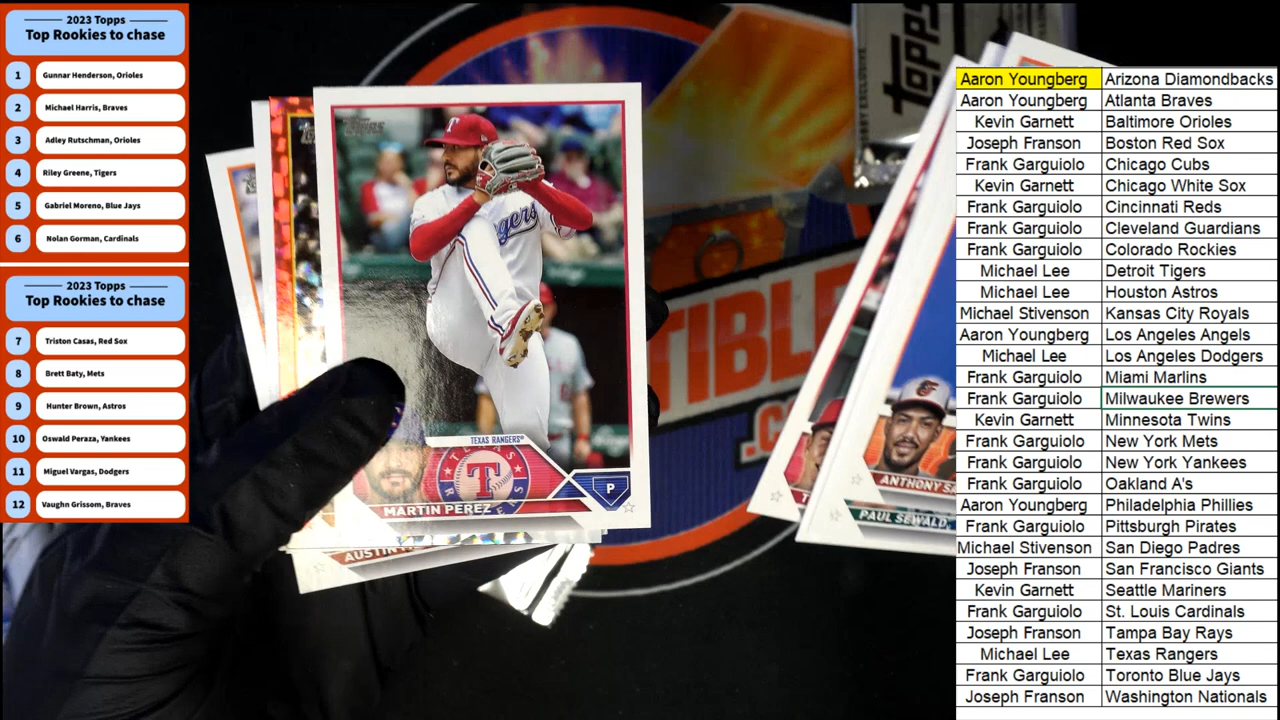 2023 Topps
Top Rookies to chase
1 Gunnar Henderson, Orioles
2 Michael Harris, Braves
3 Adley Rutschman, Orioles
4 Riley Greene, Tigers
5 Gabriel Moreno, Blue Jays
6 Nolan Gorman, Cardinals
2023 Topps
Top Rookies to chase
7 Triston Casas, Red Sox
8 Brett Baty, Mets
9 Hunter Brown, Astros
10 Oswald Peraza, Yankees
11 Miguel Vargas, Dodgers
12 Vaughn Grissom, Braves
TOPPS
Rangers
TEXAS RANGERS
T
P
MARTIN PEREZ
AUSTIN
TIBLE
.CO
TOPPS
ANTHONY S
PAUL SEWALD
Aaron Youngberg Arizona Diamondbacks
Aaron Youngberg Atlanta Braves
Kevin Garnett Baltimore Orioles
Joseph Franson Boston Red Sox
Frank Garguiolo Chicago Cubs
Kevin Garnett Chicago White Sox
Frank Garguiolo Cincinnati Reds
Frank Garguiolo Cleveland Guardians
Frank Garguiolo Colorado Rockies
Michael Lee Detroit Tigers
Michael Lee Houston Astros
Michael Stivenson Kansas City Royals
Aaron Youngberg Los Angeles Angels
Michael Lee Los Angeles Dodgers
Frank Garguiolo Miami Marlins
Frank Garguiolo Milwaukee Brewers
Kevin Garnett Minnesota Twins
Frank Garguiolo New York Mets
Frank Garguiolo New York Yankees
Frank Garguiolo Oakland A's
Aaron Youngberg Philadelphia Phillies
Frank Garguiolo Pittsburgh Pirates
Michael Stivenson San Diego Padres
Joseph Franson San Francisco Giants
Kevin Garnett Seattle Mariners
Frank Garguiolo St. Louis Cardinals
Joseph Franson Tampa Bay Rays
Michael Lee Texas Rangers
Frank Garguiolo Toronto Blue Jays
Joseph Franson Washington Nationals